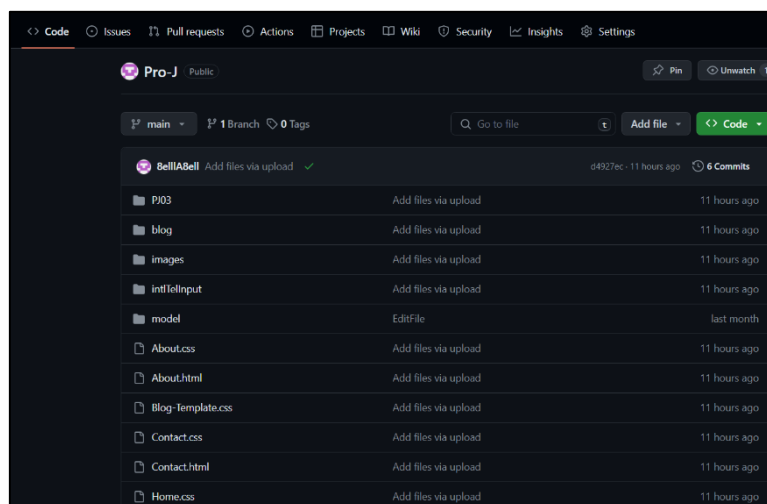 <> Code Issues Pull requests Actions Projects Wiki Security Insights Settings
Pro-J Public Pin Unwatch 1
main 1 Branch 0 Tags Go to file t Add file <> Code
8elllA8ell Add files via upload d4927ec · 11 hours ago 6 Commits
PJ03 Add files via upload 11 hours ago
blog Add files via upload 11 hours ago
images Add files via upload 11 hours ago
intlTelInput Add files via upload 11 hours ago
model EditFile last month
About.css Add files via upload 11 hours ago
About.html Add files via upload 11 hours ago
Blog-Template.css Add files via upload 11 hours ago
Contact.css Add files via upload 11 hours ago
Contact.html Add files via upload 11 hours ago
Home.css Add files via upload 11 hours ago